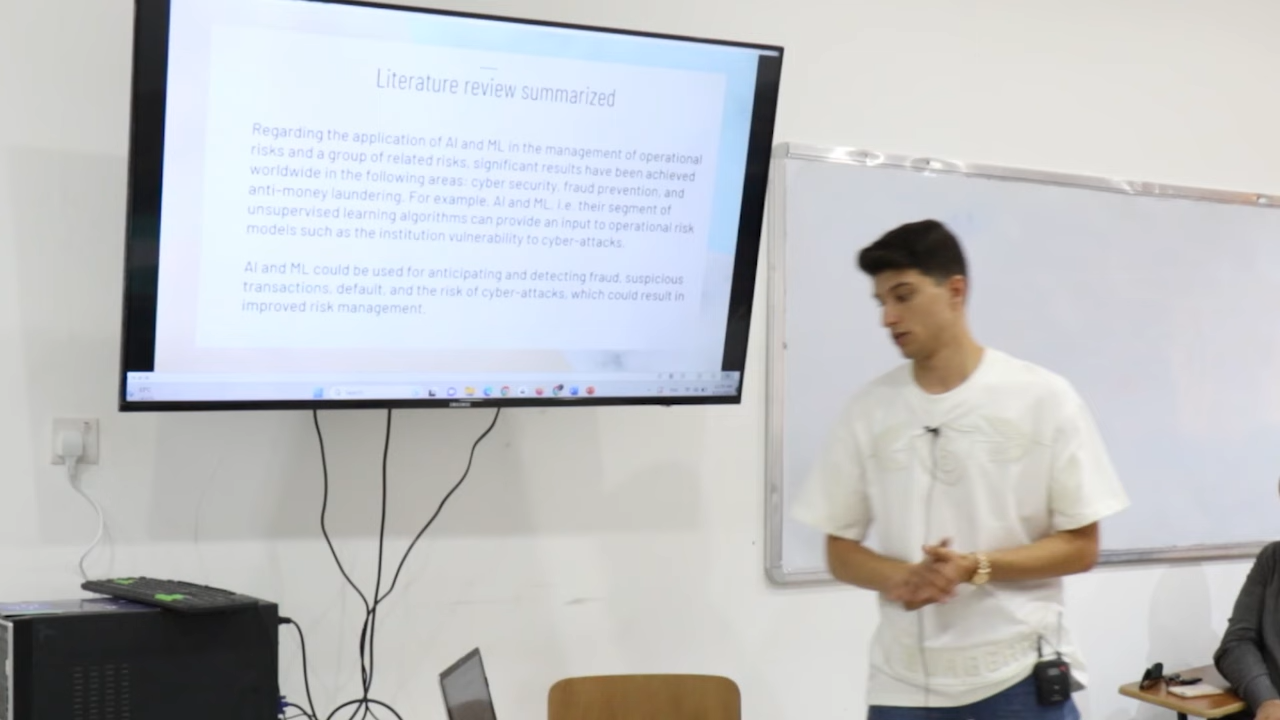 Literature review summarized
Regarding the application of AI and ML in the management of operational
risks and a group of related risks, significant results have been achieved
worldwide in the following areas: cyber security, fraud prevention, and
anti-money laundering. For example, AI and ML, i.e. their segment of
unsupervised learning algorithms can provide an input to operational risk
models such as the institution vulnerability to cyber-attacks.
AI and ML could be used for anticipating and detecting fraud, suspicious
transactions, default, and the risk of cyber-attacks, which could result in
improved risk management.
Search